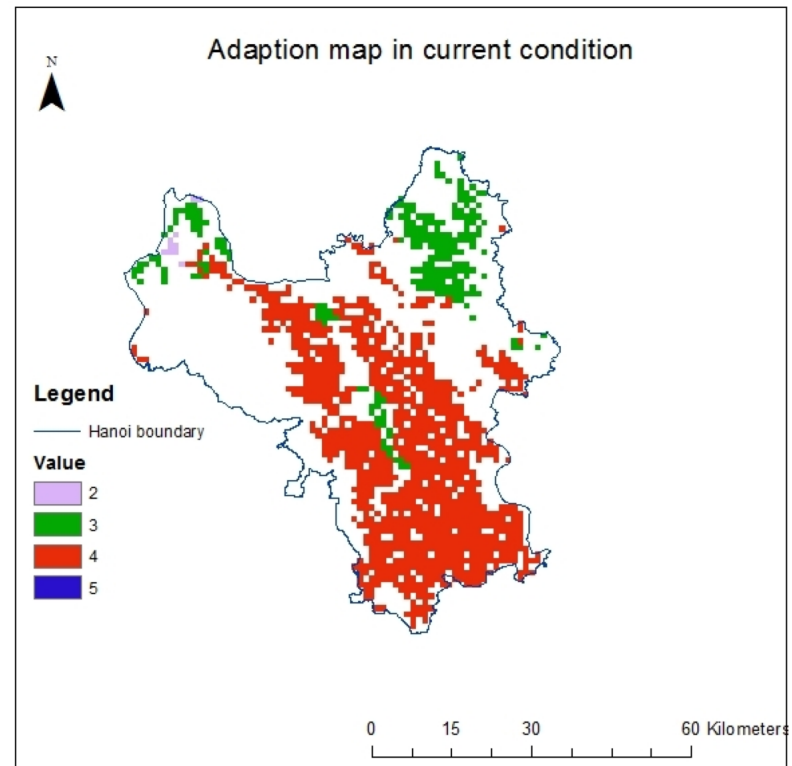 Adaption map in current condition
N
Legend
Hanoi boundary
Value
2
3
4
5
0 15 30 60 Kilometers